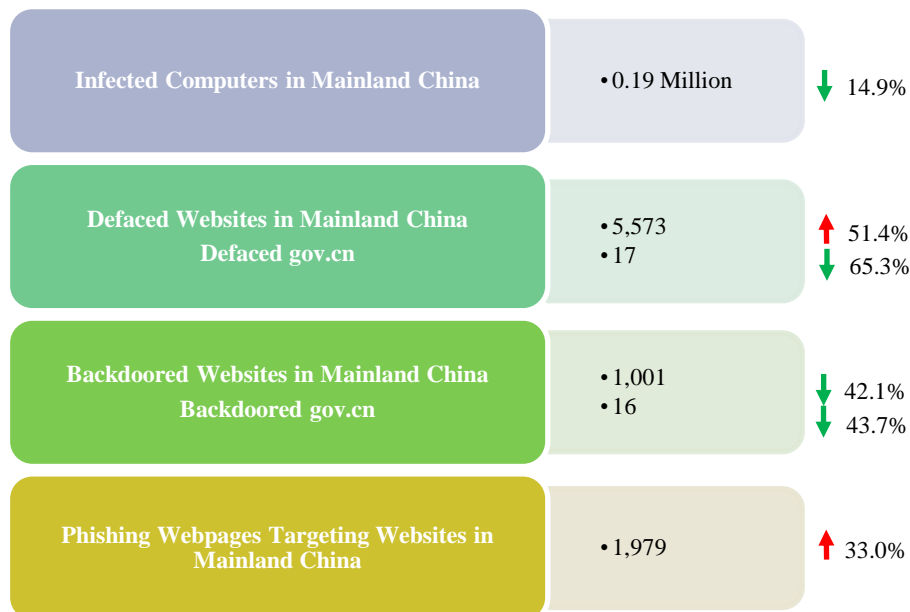 Infected Computers in Mainland China
•0.19 Million
14.9%
Defaced Websites in Mainland China
Defaced gov.cn
•5,573
•17
51.4%
65.3%
Backdoored Websites in Mainland China
Backdoored gov.cn
•1,001
•16
42.1%
43.7%
Phishing Webpages Targeting Websites in
Mainland China
•1,979
33.0%